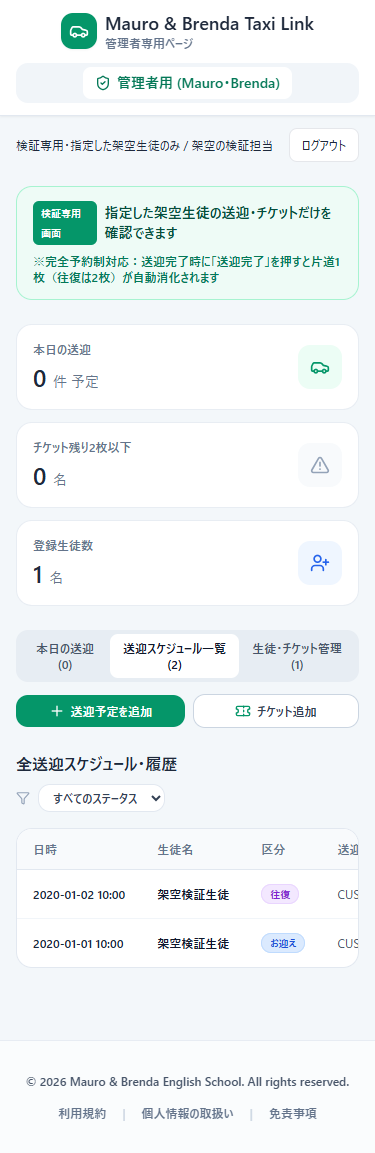 Mauro & Brenda Taxi Link
管理者専用ページ
管理者用 (Mauro・Brenda)
検証専用・指定した架空生徒のみ / 架空の検証担当
ログアウト
検証専用
画面
指定した架空生徒の送迎・チケットだけを
確認できます
※完全予約制対応：送迎完了時に「送迎完了」を押すと片道1
枚（往復は2枚）が自動消化されます
本日の送迎
0 件 予定
チケット残り2枚以下
0 名
登録生徒数
1 名
本日の送迎
(0)
送迎スケジュール一覧
(2)
生徒・チケット管理
(1)
送迎予定を追加
チケット追加
全送迎スケジュール・履歴
すべてのステータス
日時 生徒名 区分 送迎
2020-01-02 10:00 架空検証生徒 往復 CUS
2020-01-01 10:00 架空検証生徒 お迎え CUS
© 2026 Mauro & Brenda English School. All rights reserved.
利用規約 | 個人情報の取扱い | 免責事項